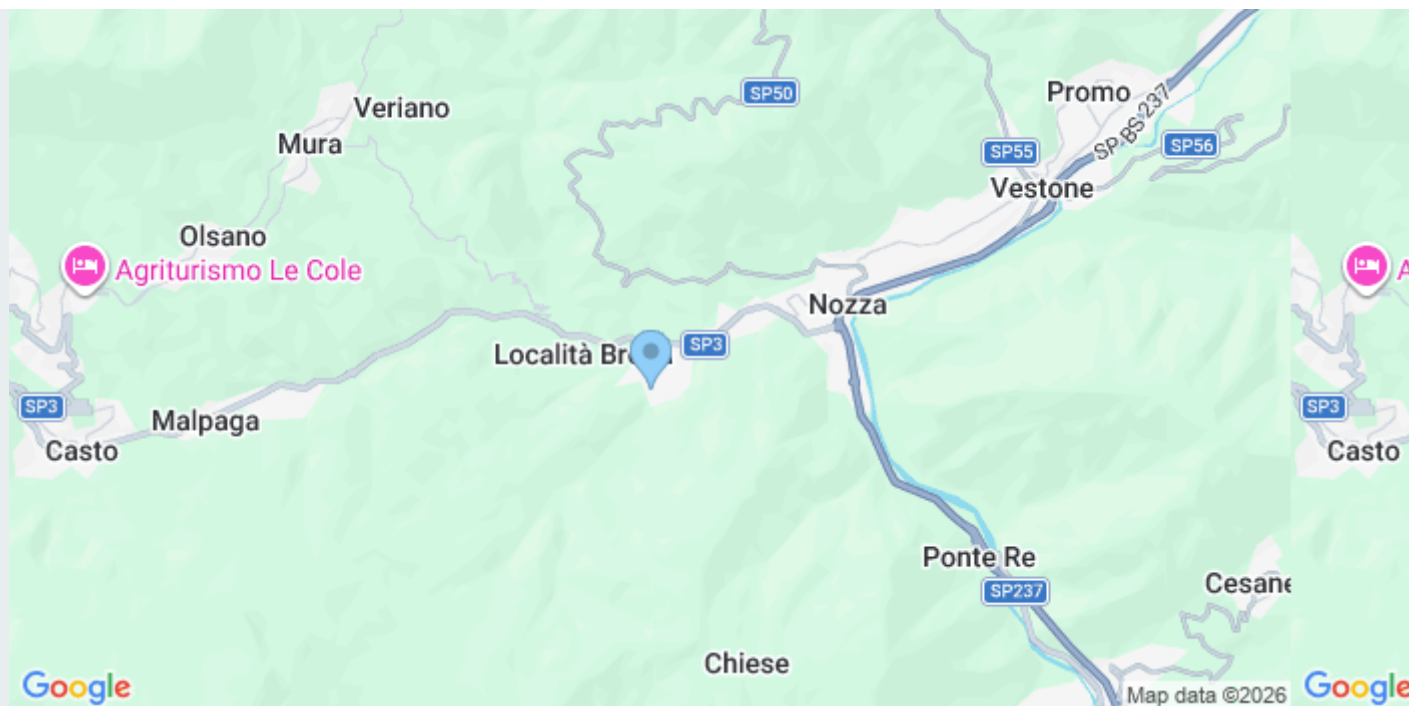 Veriano
SP50
Promo
SP-BS 237
Mura
SP55
SP56
Vestone
Olsano
Agriturismo Le Cole
Nozza
Località
SP3
SP3
SP3
Malpaga
Casto
Casto
Ponte Re
SP237
Chiese
Google
Map data ©2026
Google